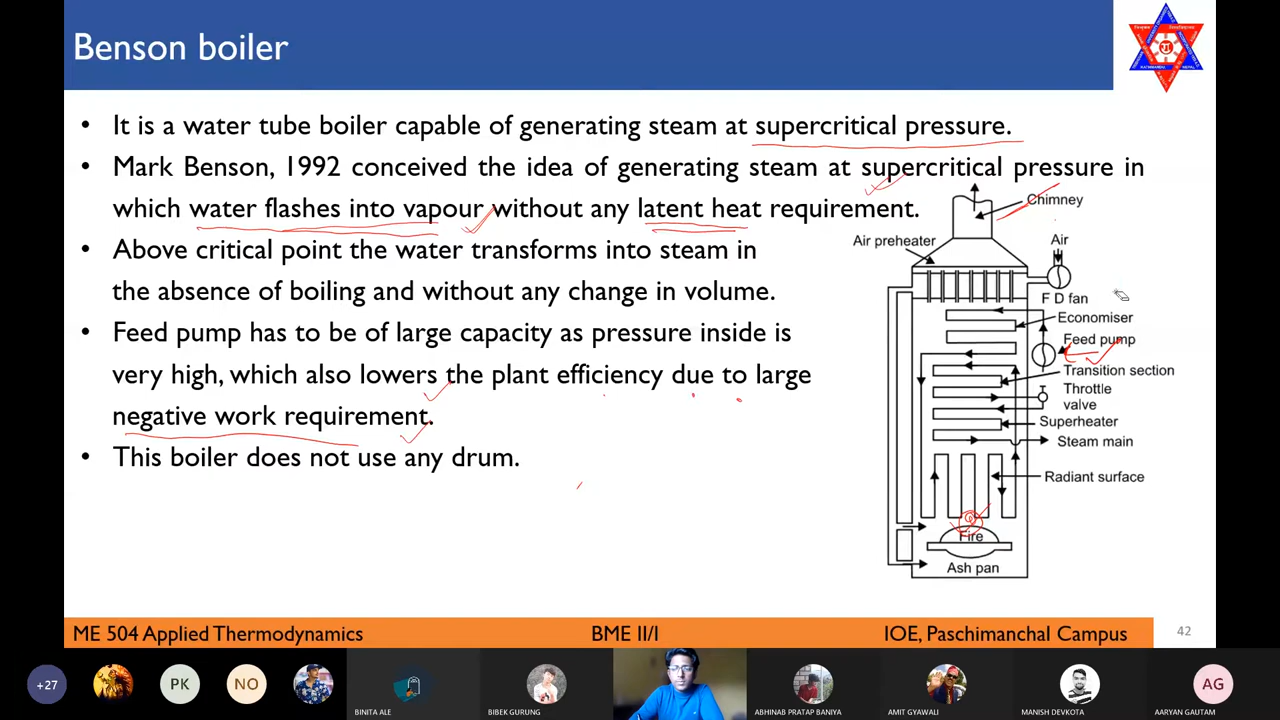 Benson boiler
• It is a water tube boiler capable of generating steam at supercritical pressure.
• Mark Benson, 1992 conceived the idea of generating steam at supercritical pressure in
which water flashes into vapour without any latent heat requirement.
• Above critical point the water transforms into steam in
the absence of boiling and without any change in volume.
• Feed pump has to be of large capacity as pressure inside is
very high, which also lowers the plant efficiency due to large
negative work requirement.
• This boiler does not use any drum.
Chimney
Air preheater
Air
F D fan
Economiser
Feed pump
Transition section
Throttle
valve
Superheater
Steam main
Radiant surface
Fire
Ash pan
ME 504 Applied Thermodynamics
BME II/I
IOE, Paschimanchal Campus
42
+27
PK
NO
BINITA ALE
BIBEK GURUNG
ABHINAB PRATAP BANIYA
AMIT GYAWALI
MANISH DEVKOTA
AG
AARYAN GAUTAM